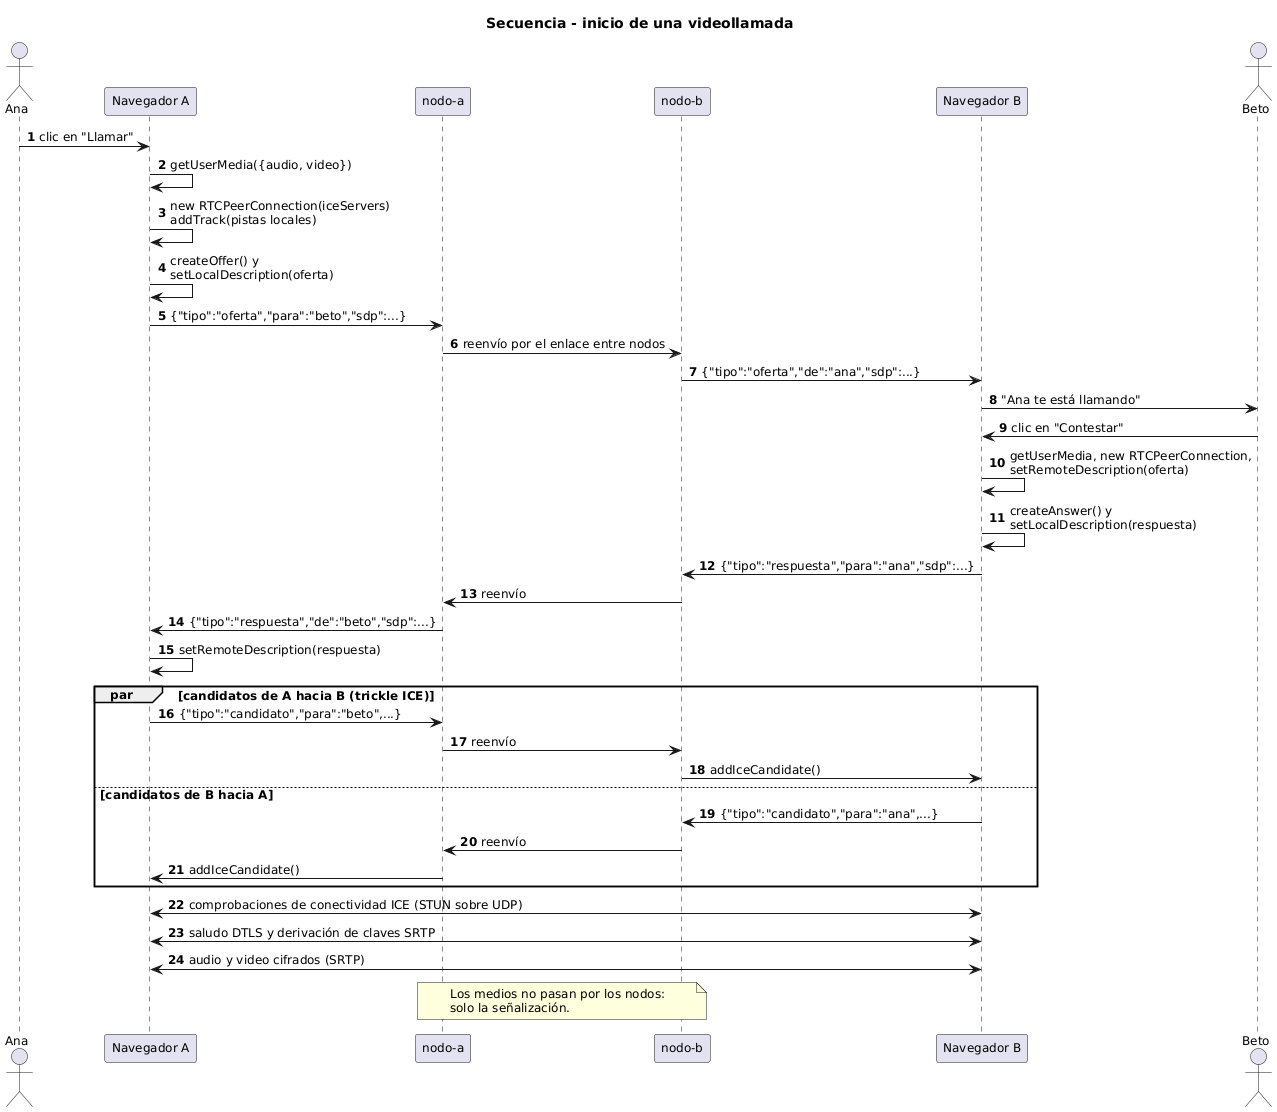 Secuencia - inicio de una videollamada
Ana
Beto
Navegador A
nodo-a
nodo-b
Navegador B
1 clic en "Llamar"
2 getUserMedia({audio, video})
3 new RTCPeerConnection(iceServers)
addTrack(pistas locales)
4 createOffer() y
setLocalDescription(oferta)
5 {"tipo":"oferta","para":"beto","sdp":...}
6 reenvío por el enlace entre nodos
7 {"tipo":"oferta","de":"ana","sdp":...}
8 "Ana te está llamando"
9 clic en "Contestar"
10 getUserMedia, new RTCPeerConnection,
setRemoteDescription(oferta)
11 createAnswer() y
setLocalDescription(respuesta)
12 {"tipo":"respuesta","para":"ana","sdp":...}
13 reenvío
14 {"tipo":"respuesta","de":"beto","sdp":...}
15 setRemoteDescription(respuesta)
par [candidatos de A hacia B (trickle ICE)]
16 {"tipo":"candidato","para":"beto",...}
17 reenvío
18 addIceCandidate()
[candidatos de B hacia A]
19 {"tipo":"candidato","para":"ana",...}
20 reenvío
21 addIceCandidate()
22 comprobaciones de conectividad ICE (STUN sobre UDP)
23 saludo DTLS y derivación de claves SRTP
24 audio y video cifrados (SRTP)
Los medios no pasan por los nodos:
solo la señalización.
Ana
Navegador A
nodo-a
nodo-b
Navegador B
Beto